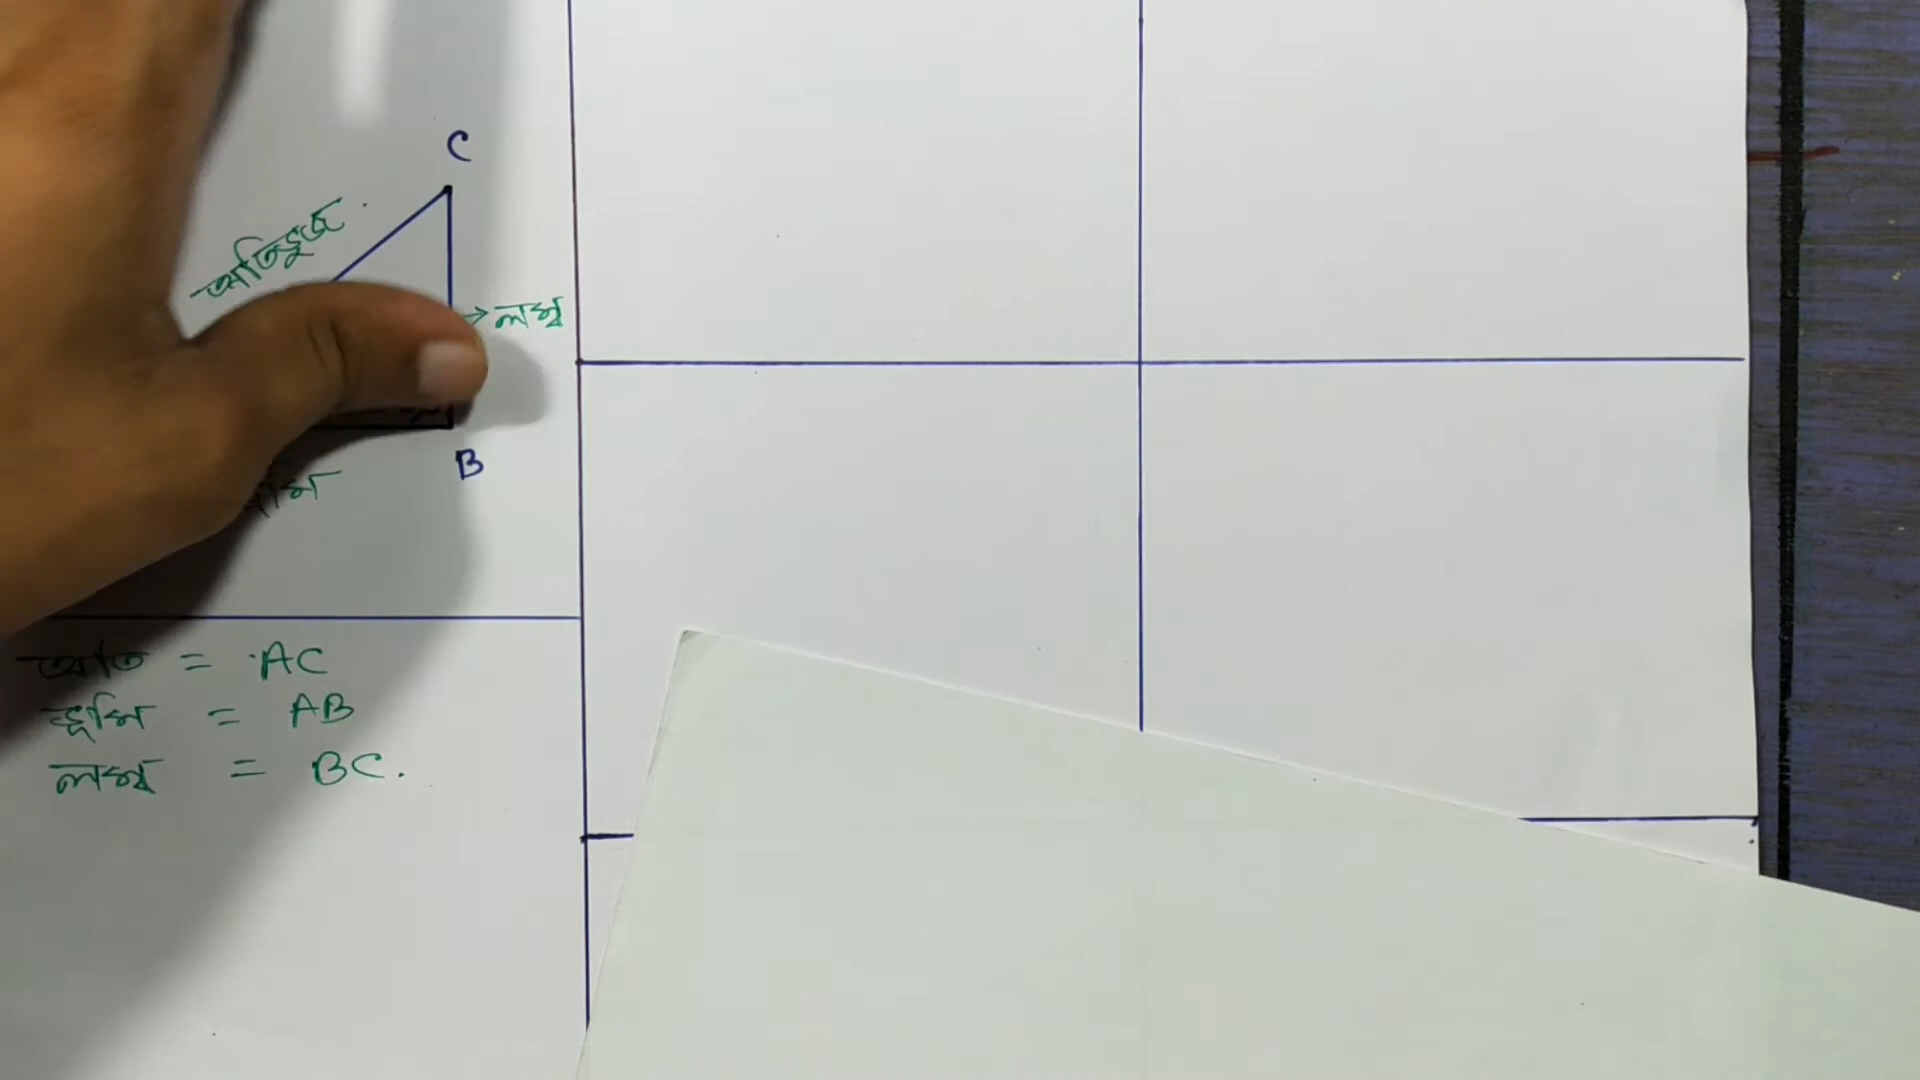 C
অতিভুজ
→ লম্ব
B
অতি = AC
ভূমি = AB
লম্ব = BC.